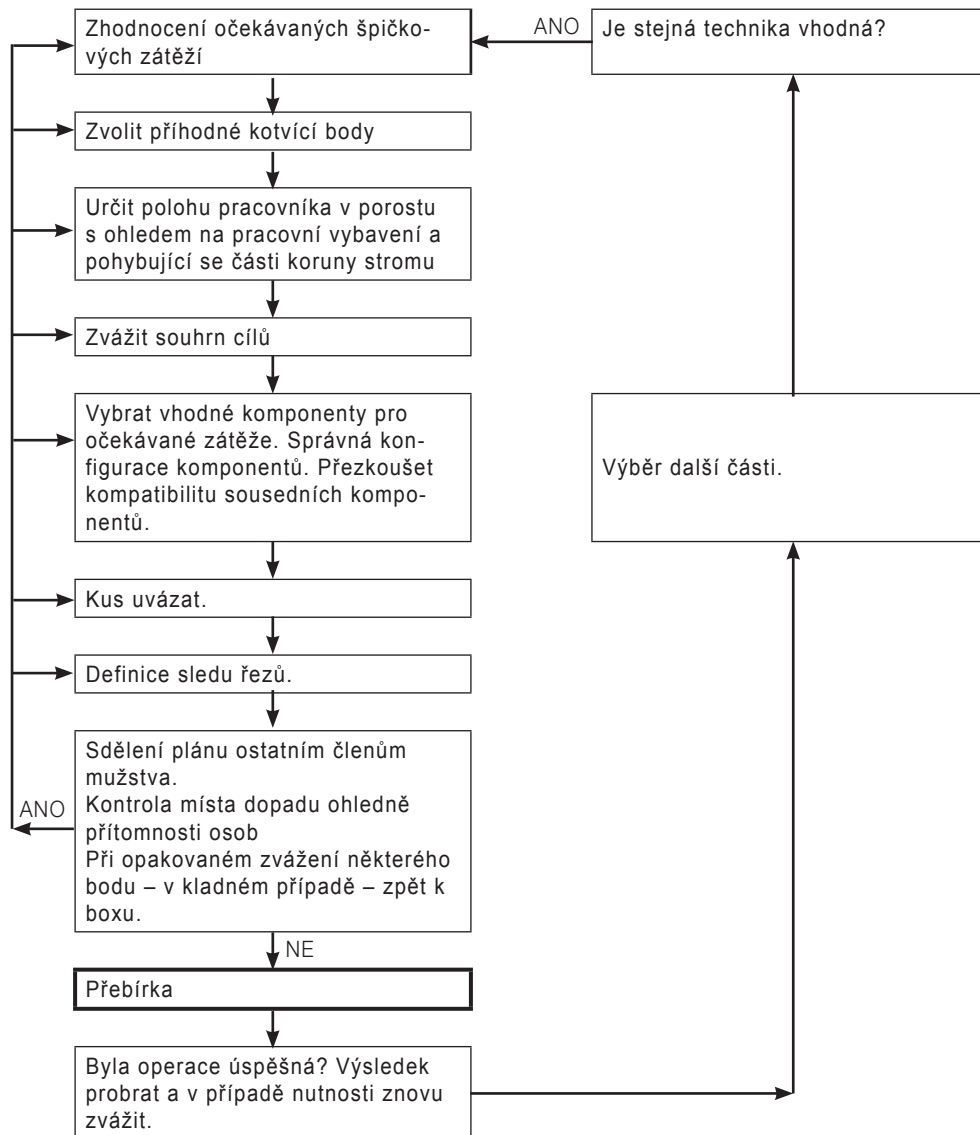 Zhodnocení očekávaných špičko-
vých zátěží
ANO
Je stejná technika vhodná?
Zvolit příhodné kotvící body
Určit polohu pracovníka v porostu
s ohledem na pracovní vybavení a
pohybující se části koruny stromu
Zvážit souhrn cílů
Vybrat vhodné komponenty pro
očekávané zátěže. Správná kon-
figurace komponentů. Přezkoušet
kompatibilitu sousedních kompo-
nentů.
Výběr další části.
Kus uvázat.
Definice sledu řezů.
Sdělení plánu ostatním členům
mužstva.
Kontrola místa dopadu ohledně
přítomnosti osob
Při opakovaném zvážení některého
bodu – v kladném případě – zpět k
boxu.
ANO
NE
Přebírka
Byla operace úspěšná? Výsledek
probrat a v případě nutnosti znovu
zvážit.